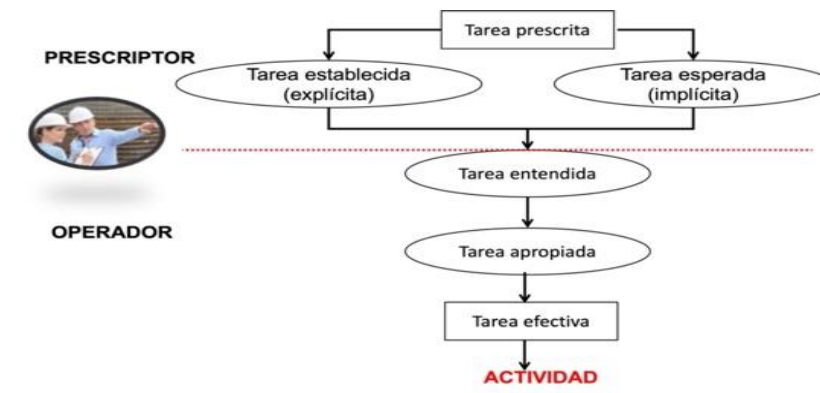 Tarea prescrita
PRESCRIPTOR
Tarea establecida
(explícita)
Tarea esperada
(implícita)
Tarea entendida
OPERADOR
Tarea apropiada
Tarea efectiva
ACTIVIDAD